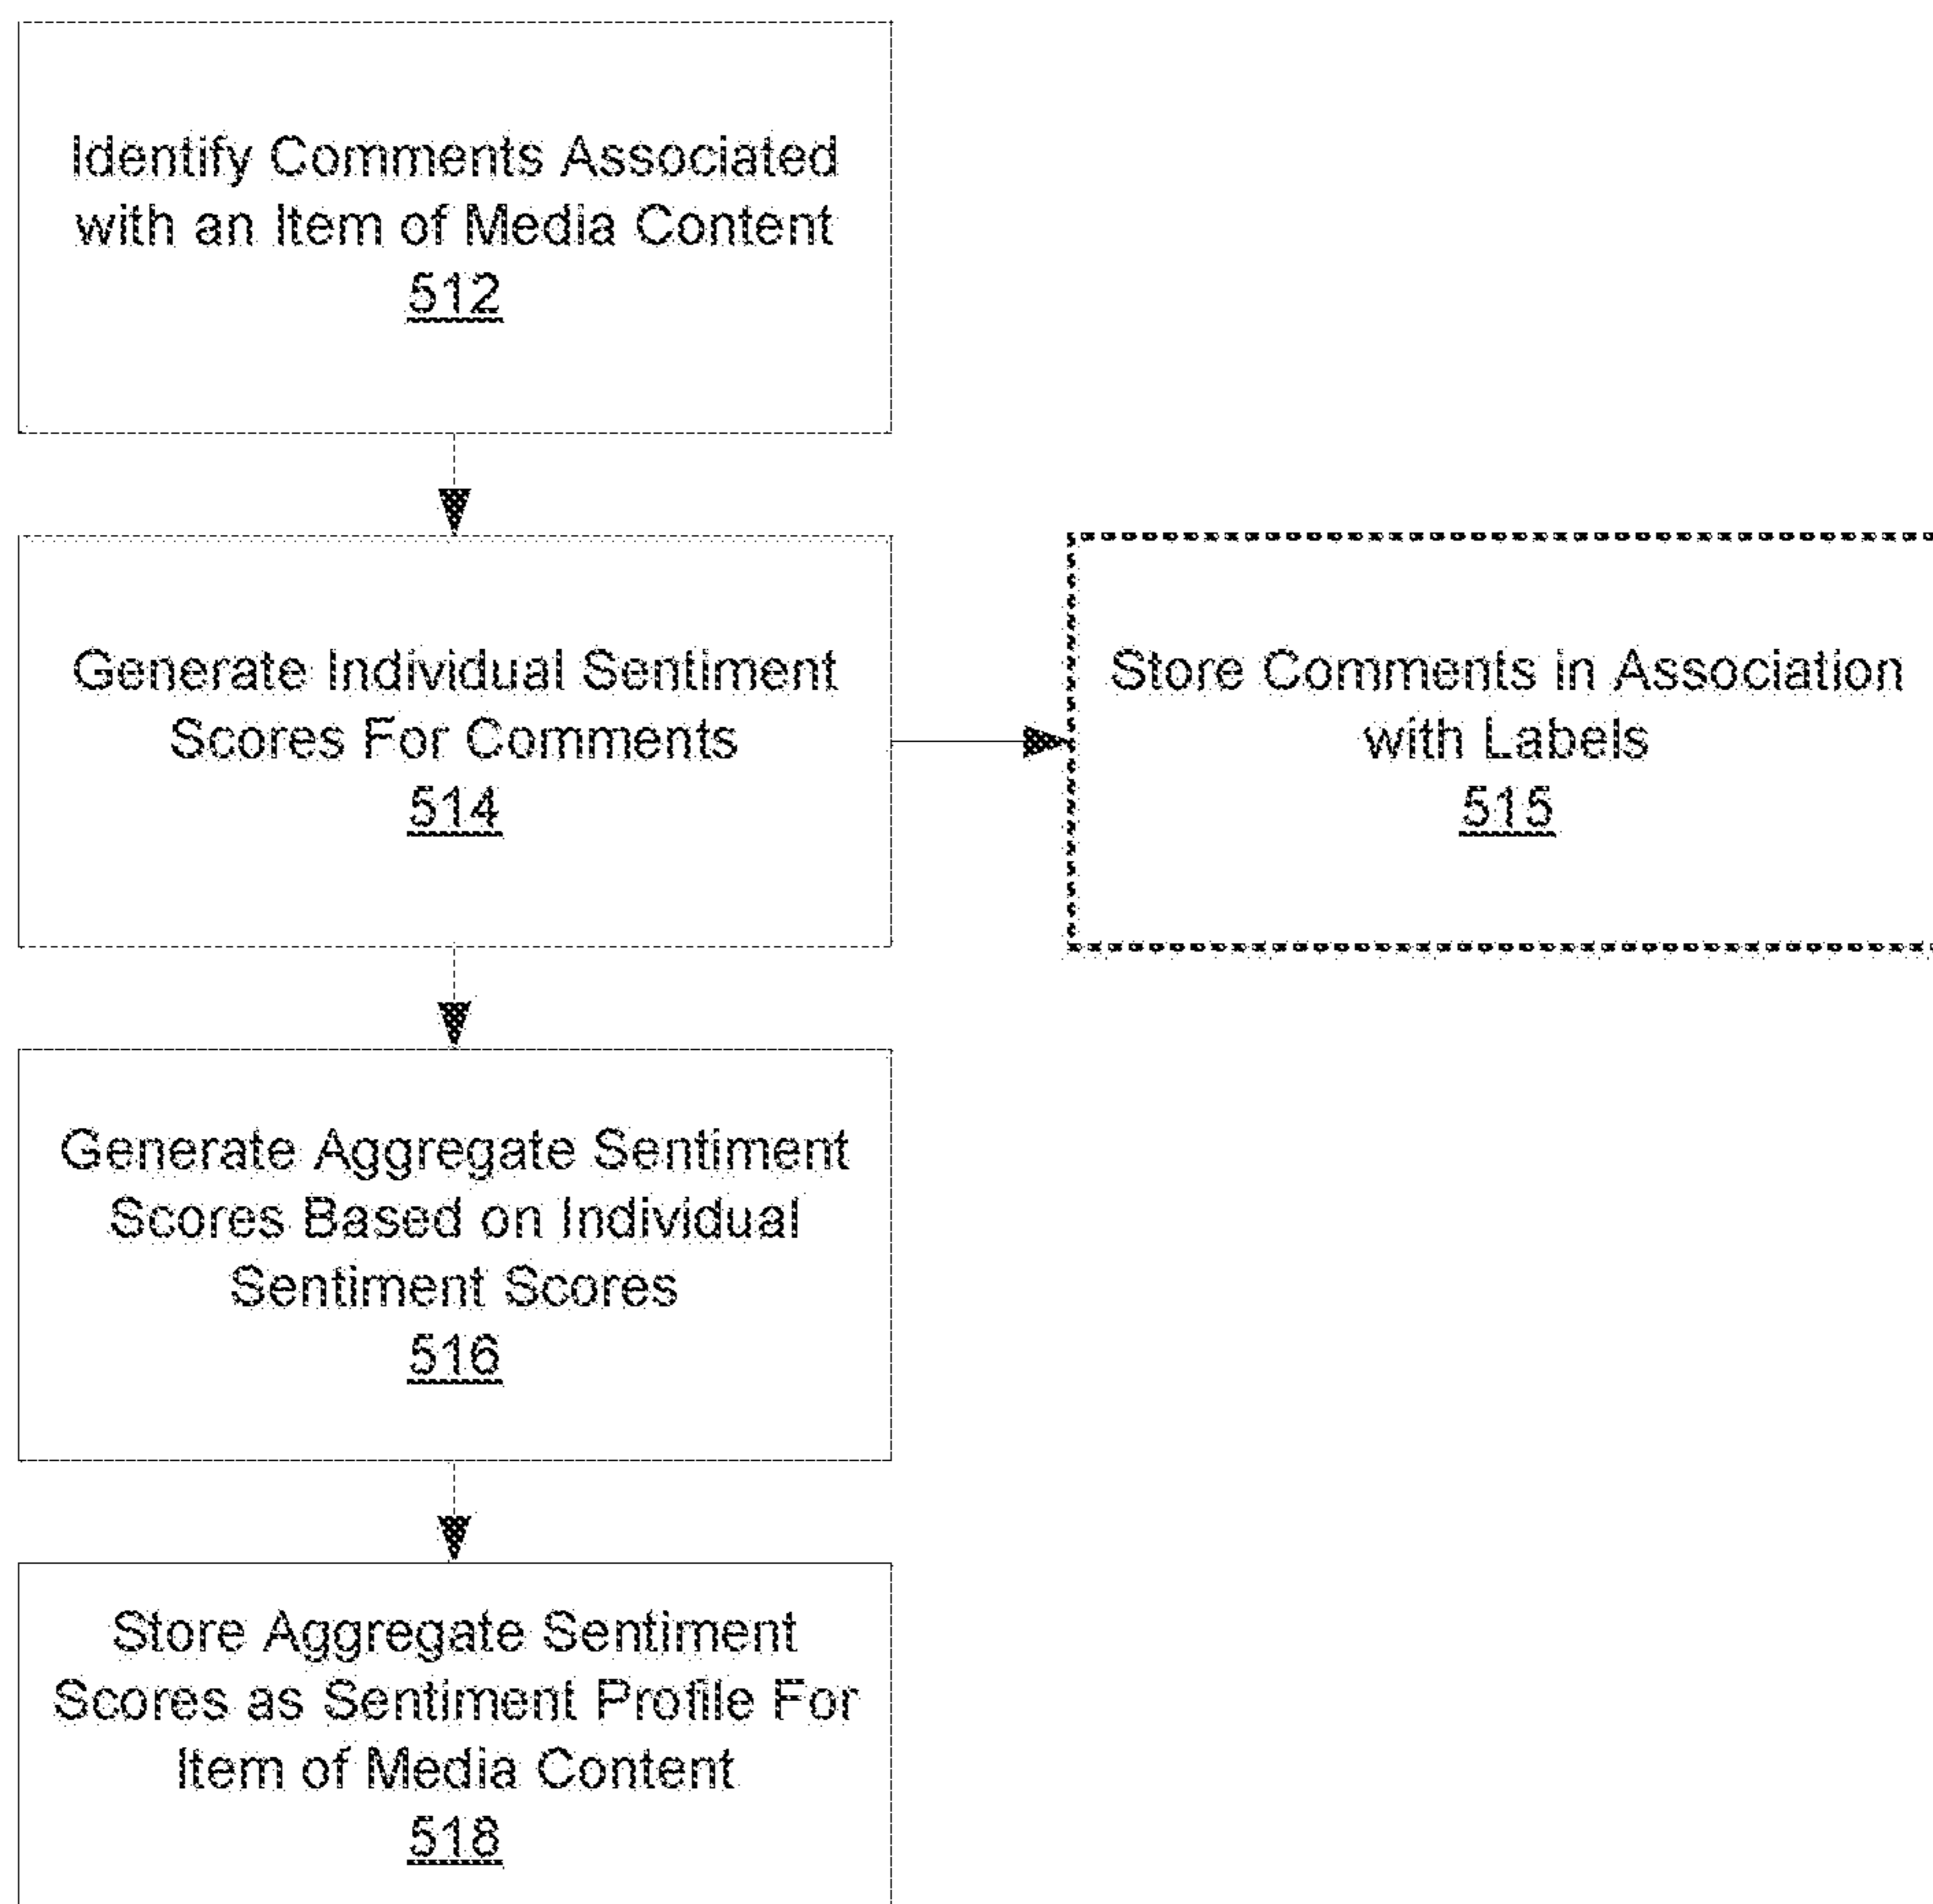 Identify Comments Associated
with an Item of Media Content
512
Generate Individual Sentiment
Scores For Comments
514
Store Comments in Association
with Labels
515
Generate Aggregate Sentiment
Scores Based on Individual
Sentiment Scores
516
Store Aggregate Sentiment
Scores as Sentiment Profile For
Item of Media Content
518